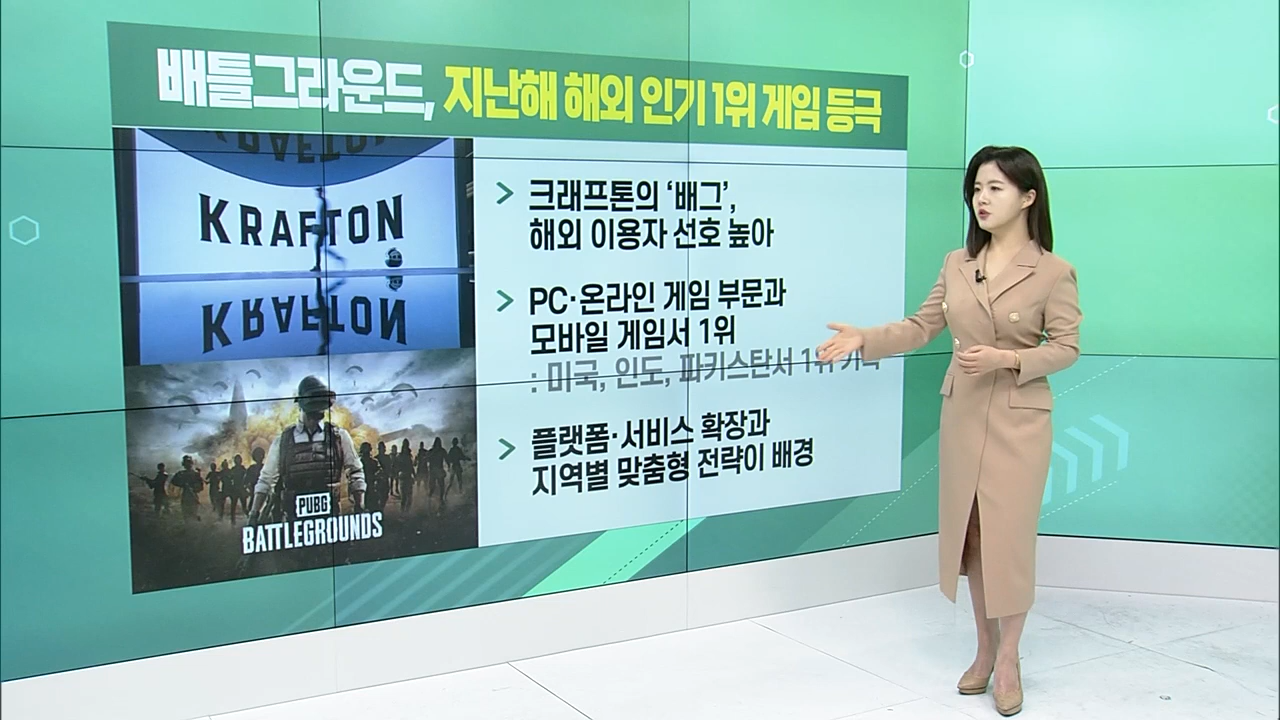 배틀그라운드, 지난해 해외 인기 1위 게임 등극
KRAFTON
KRAFTON
KRAFTON
PUBG
BATTLEGROUNDS
크래프톤의 ‘배그’,
해외 이용자 선호 높아
PC·온라인 게임 부문과
모바일 게임서 1위
: 미국, 인도, 파키스탄서 1위
플랫폼·서비스 확장과
지역별 맞춤형 전략이 배경